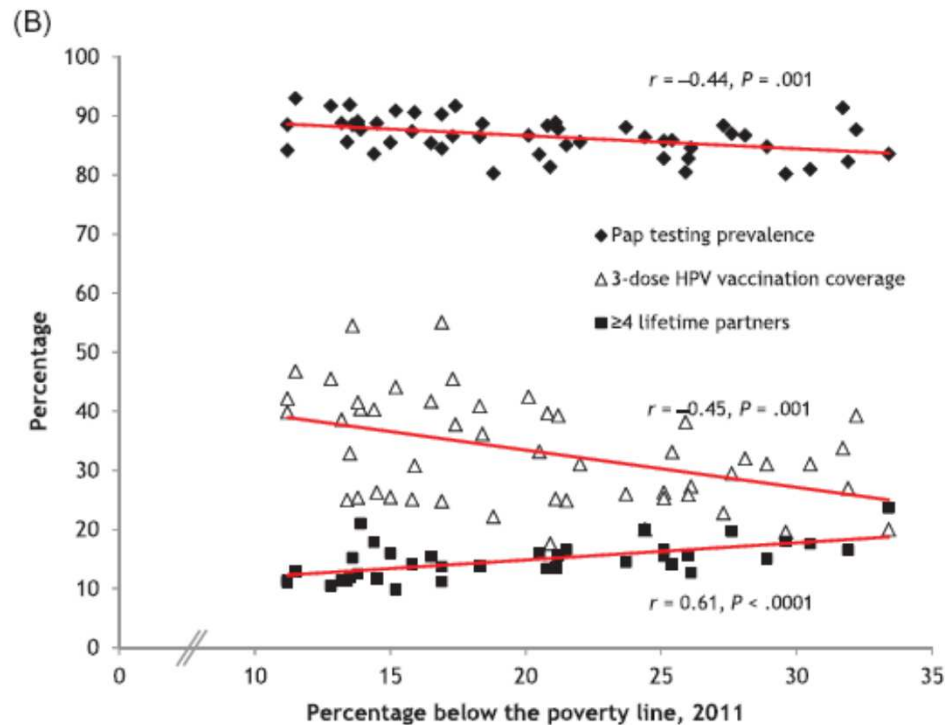 (B)
100
90
80
70
60
50
40
30
20
10
0
Percentage
r = –0.44, P = .001
Pap testing prevalence
3-dose HPV vaccination coverage
≥4 lifetime partners
r = –0.45, P = .001
r = 0.61, P < .0001
0 10 15 20 25 30 35
Percentage below the poverty line, 2011